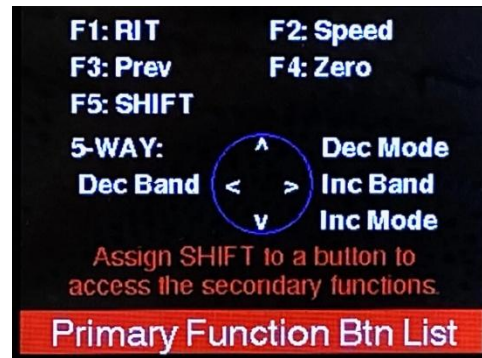 F1: RIT F2: Speed
F3: Prev F4: Zero
F5: SHIFT
5-WAY: ^ Dec Mode
Dec Band < > Inc Band
v Inc Mode
Assign SHIFT to a button to
access the secondary functions.
Primary Function Btn List